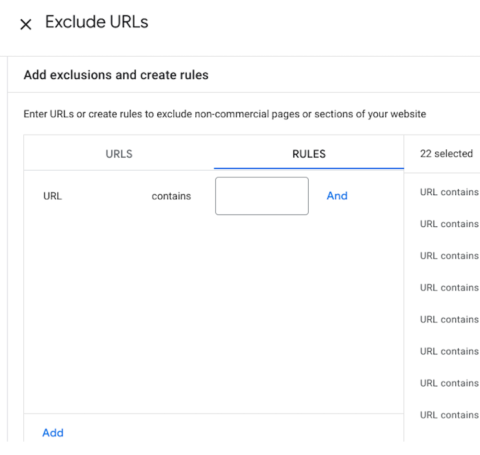 Exclude URLs
Add exclusions and create rules
Enter URLs or create rules to exclude non-commercial pages or sections of your website
URLS RULES 22 selected
URL contains And URL contains
URL contains
URL contains
URL contains
URL contains
URL contains
URL contains
URL contains
Add